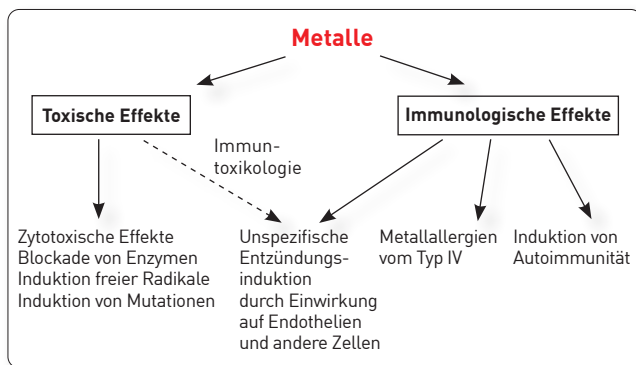 Metalle
Toxische Effekte
Immunologische Effekte
Immun-
toxikologie
Zytotoxische Effekte
Blockade von Enzymen
Induktion freier Radikale
Induktion von Mutationen
Unspezifische
Entzündungs-
induktion
durch Einwirkung
auf Endothelien
und andere Zellen
Metallallergien
vom Typ IV
Induktion von
Autoimmunität